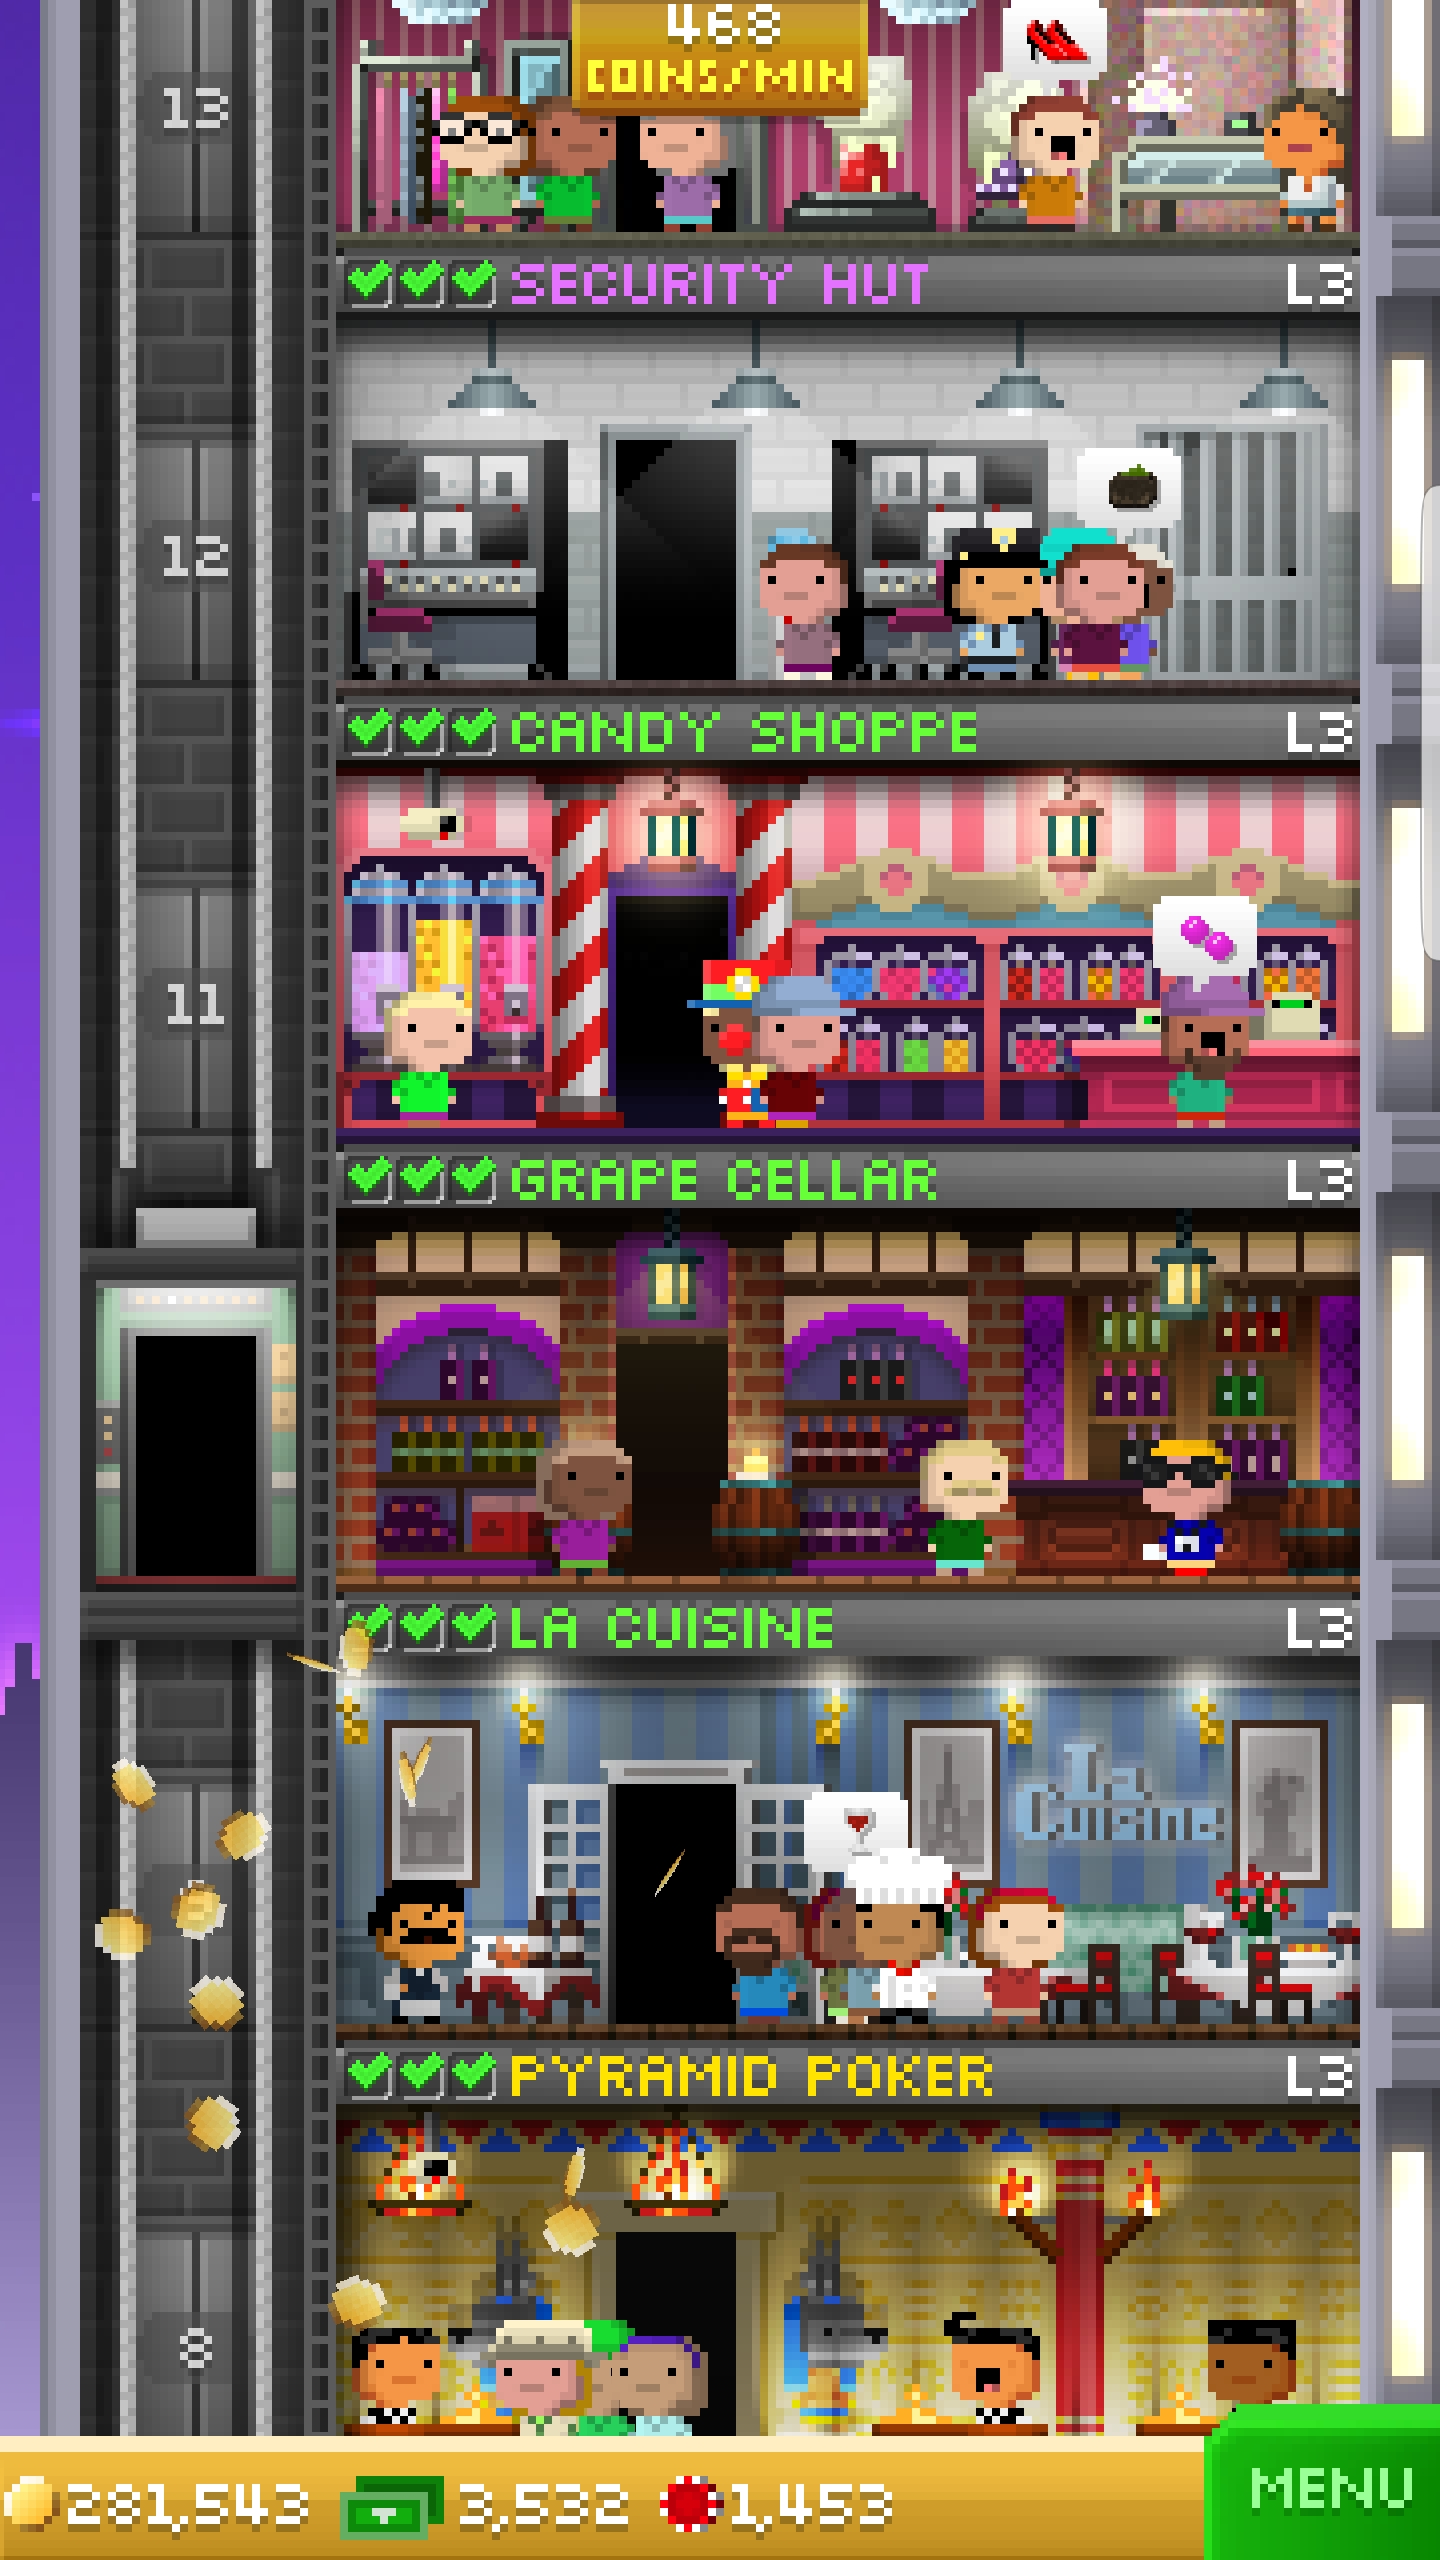 468
COINS/MIN
13
SECURITY HUT L3
12
CANDY SHOPPE L3
11
GRAPE CELLAR L3
LA CUISINE L3
La
Cuisine
PYRAMID POKER L3
8
281,543 3,532 1,453 MENU